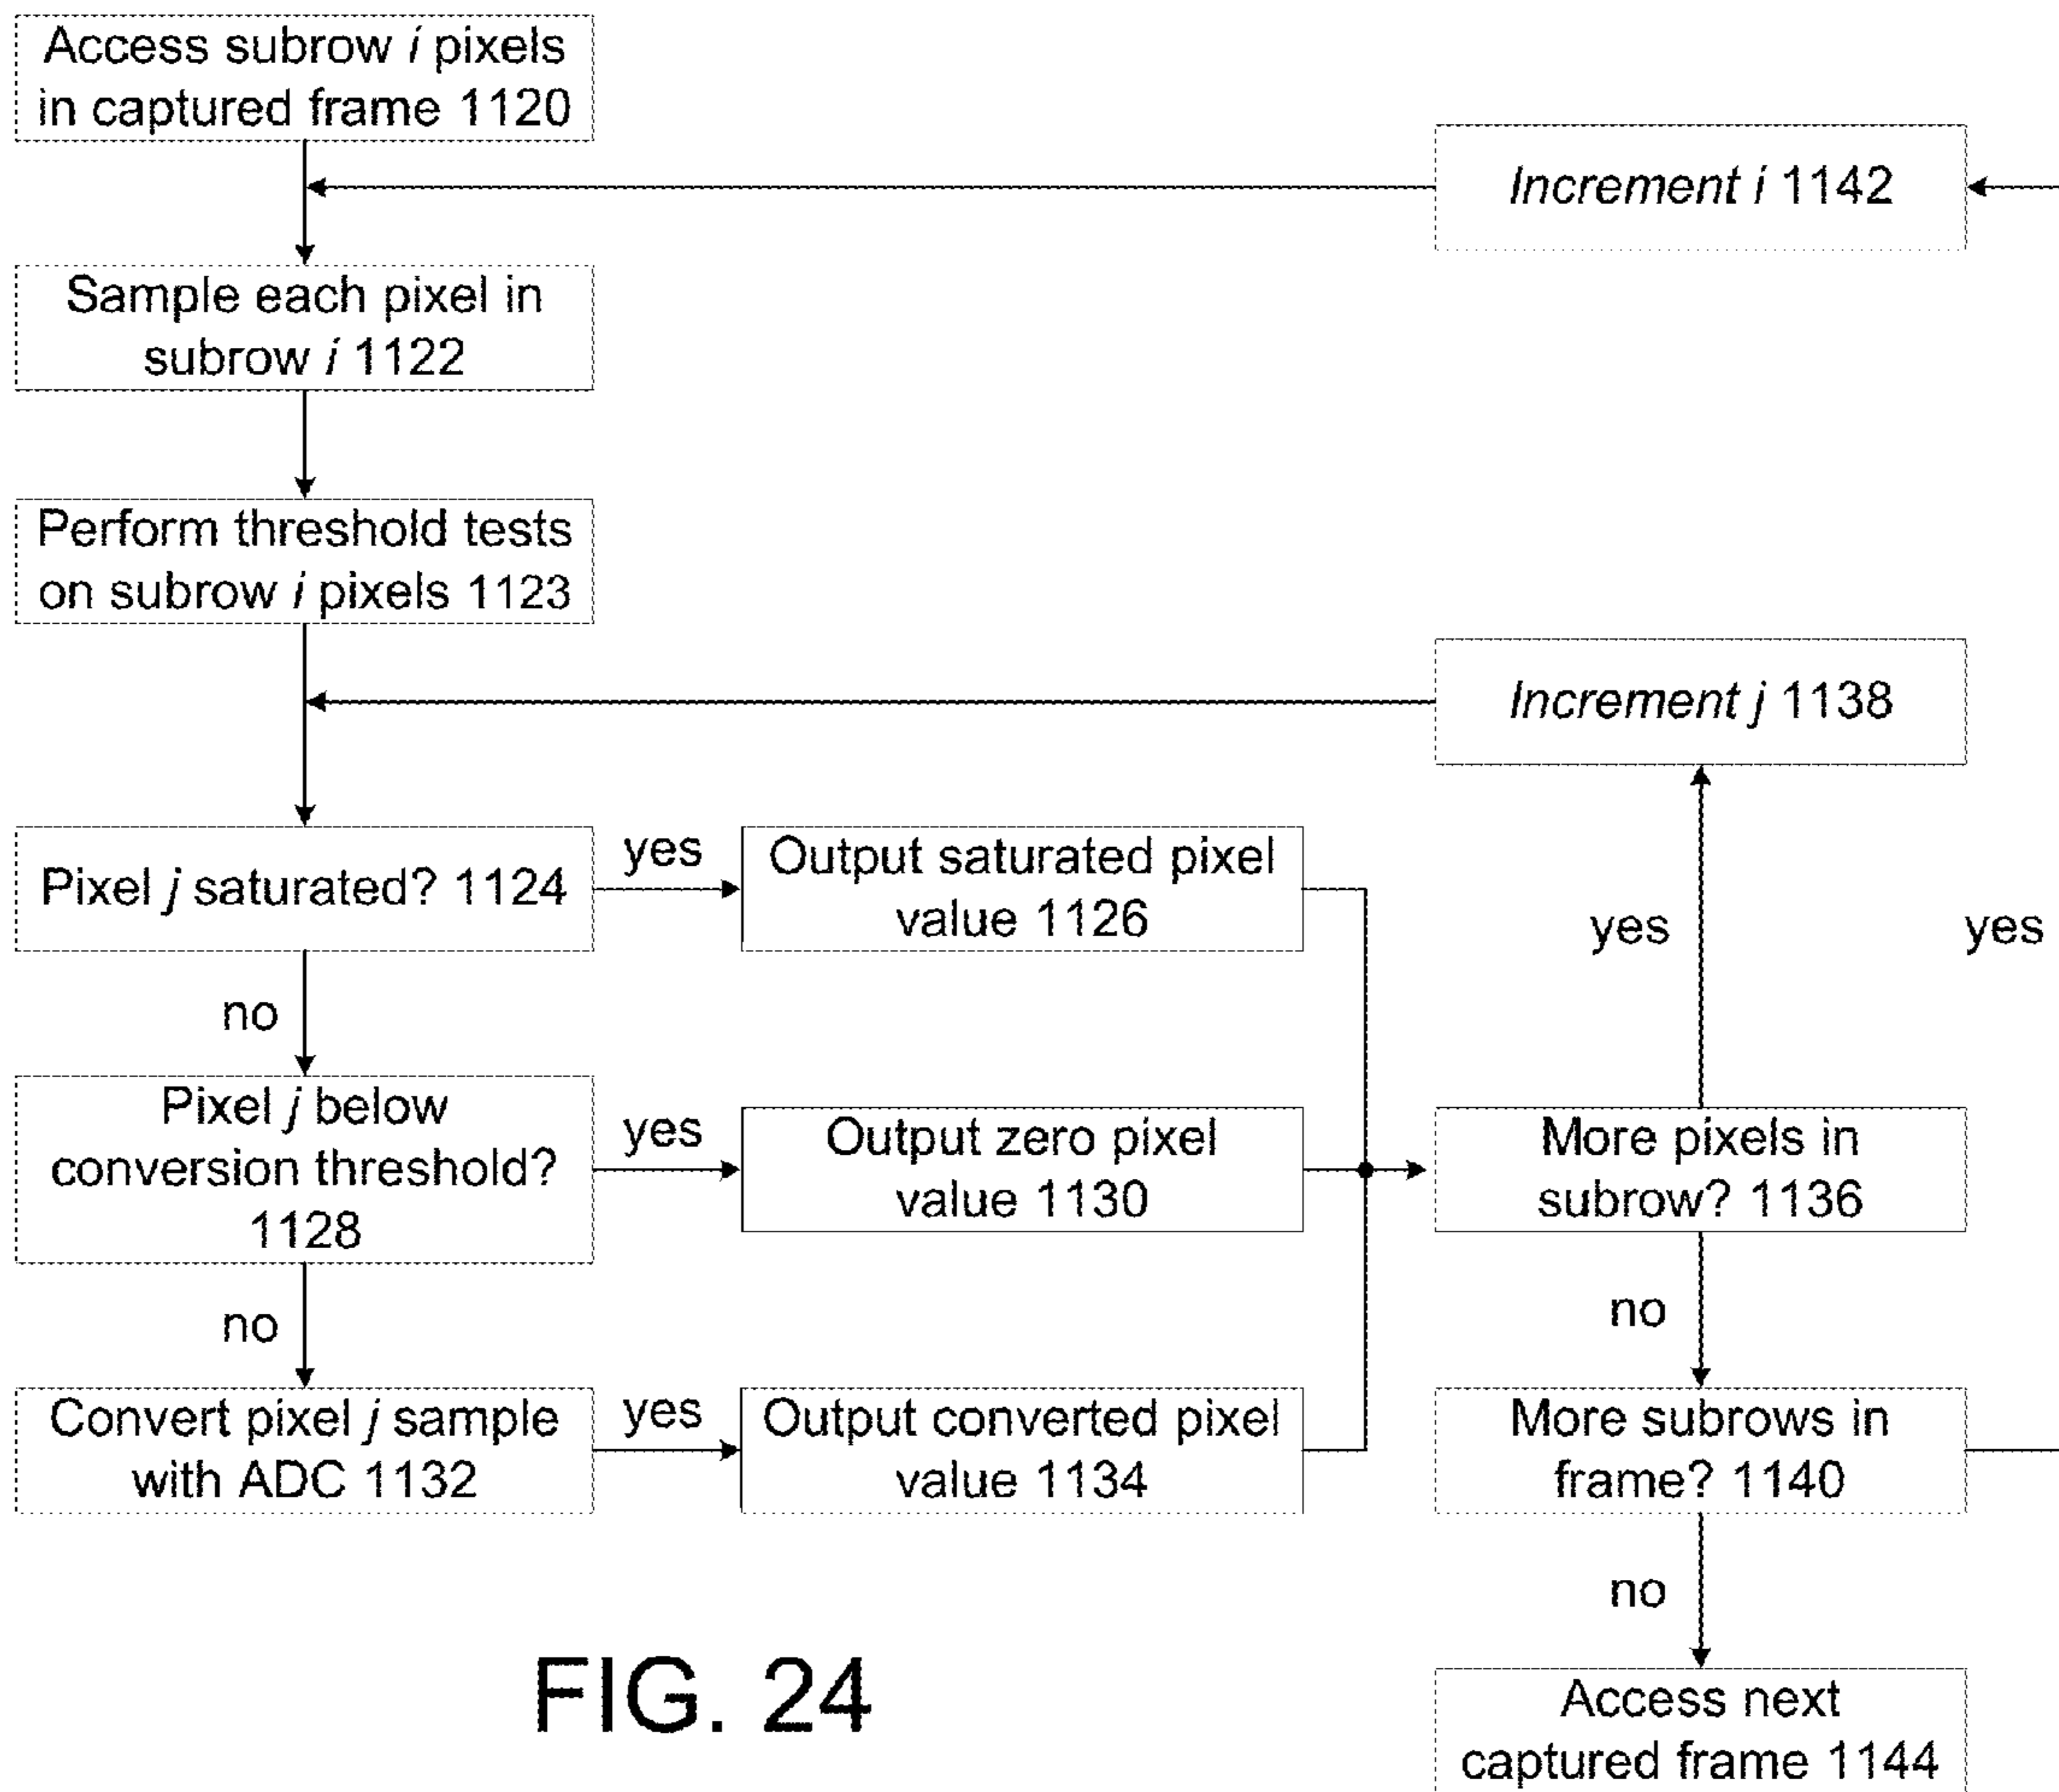 Access subrow i pixels
in captured frame 1120
Increment i 1142
Sample each pixel in
subrow i 1122
Perform threshold tests
on subrow i pixels 1123
Increment j 1138
Pixel j saturated? 1124
yes
Output saturated pixel
value 1126
yes
yes
no
Pixel j below
conversion threshold?
1128
yes
Output zero pixel
value 1130
More pixels in
subrow? 1136
no
no
Convert pixel j sample
with ADC 1132
yes
Output converted pixel
value 1134
More subrows in
frame? 1140
no
Access next
captured frame 1144
FIG. 24